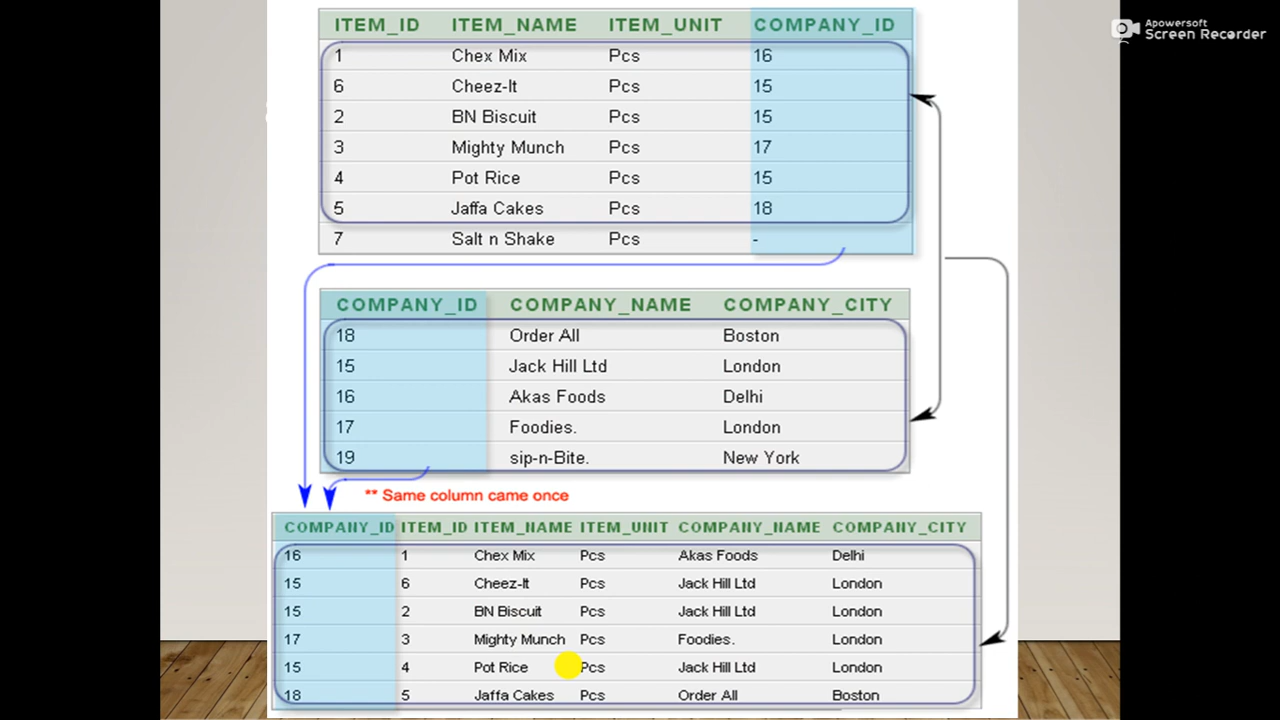 Apowersoft
Screen Recorder
ITEM_ID ITEM_NAME ITEM_UNIT COMPANY_ID
1 Chex Mix Pcs 16
6 Cheez-It Pcs 15
2 BN Biscuit Pcs 15
3 Mighty Munch Pcs 17
4 Pot Rice Pcs 15
5 Jaffa Cakes Pcs 18
7 Salt n Shake Pcs -
COMPANY_ID COMPANY_NAME COMPANY_CITY
18 Order All Boston
15 Jack Hill Ltd London
16 Akas Foods Delhi
17 Foodies. London
19 sip-n-Bite. New York
** Same column came once
COMPANY_ID ITEM_ID ITEM_NAME ITEM_UNIT COMPANY_NAME COMPANY_CITY
16 1 Chex Mix Pcs Akas Foods Delhi
15 6 Cheez-It Pcs Jack Hill Ltd London
15 2 BN Biscuit Pcs Jack Hill Ltd London
17 3 Mighty Munch Pcs Foodies. London
15 4 Pot Rice Pcs Jack Hill Ltd London
18 5 Jaffa Cakes Pcs Order All Boston